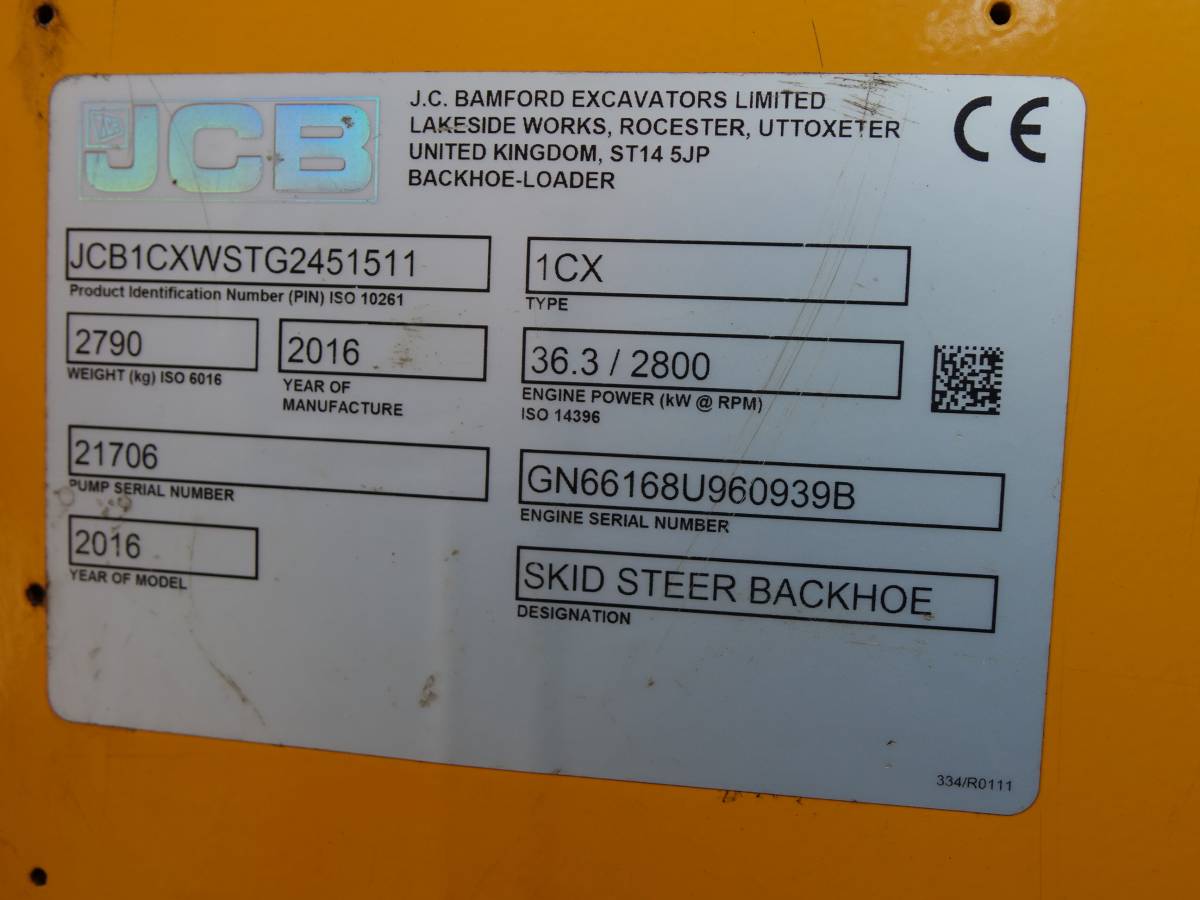 JCB
J.C. BAMFORD EXCAVATORS LIMITED
LAKESIDE WORKS, ROCESTER, UTTOXETER
UNITED KINGDOM, ST14 5JP
BACKHOE-LOADER
CE
JCB1CXWSTG2451511
Product Identification Number (PIN) ISO 10261
1CX
TYPE
2790
WEIGHT (kg) ISO 6016
2016
YEAR OF
MANUFACTURE
36.3 / 2800
ENGINE POWER (kW @ RPM)
ISO 14396
21706
PUMP SERIAL NUMBER
GN66168U960939B
ENGINE SERIAL NUMBER
2016
YEAR OF MODEL
SKID STEER BACKHOE
DESIGNATION
334/R0111